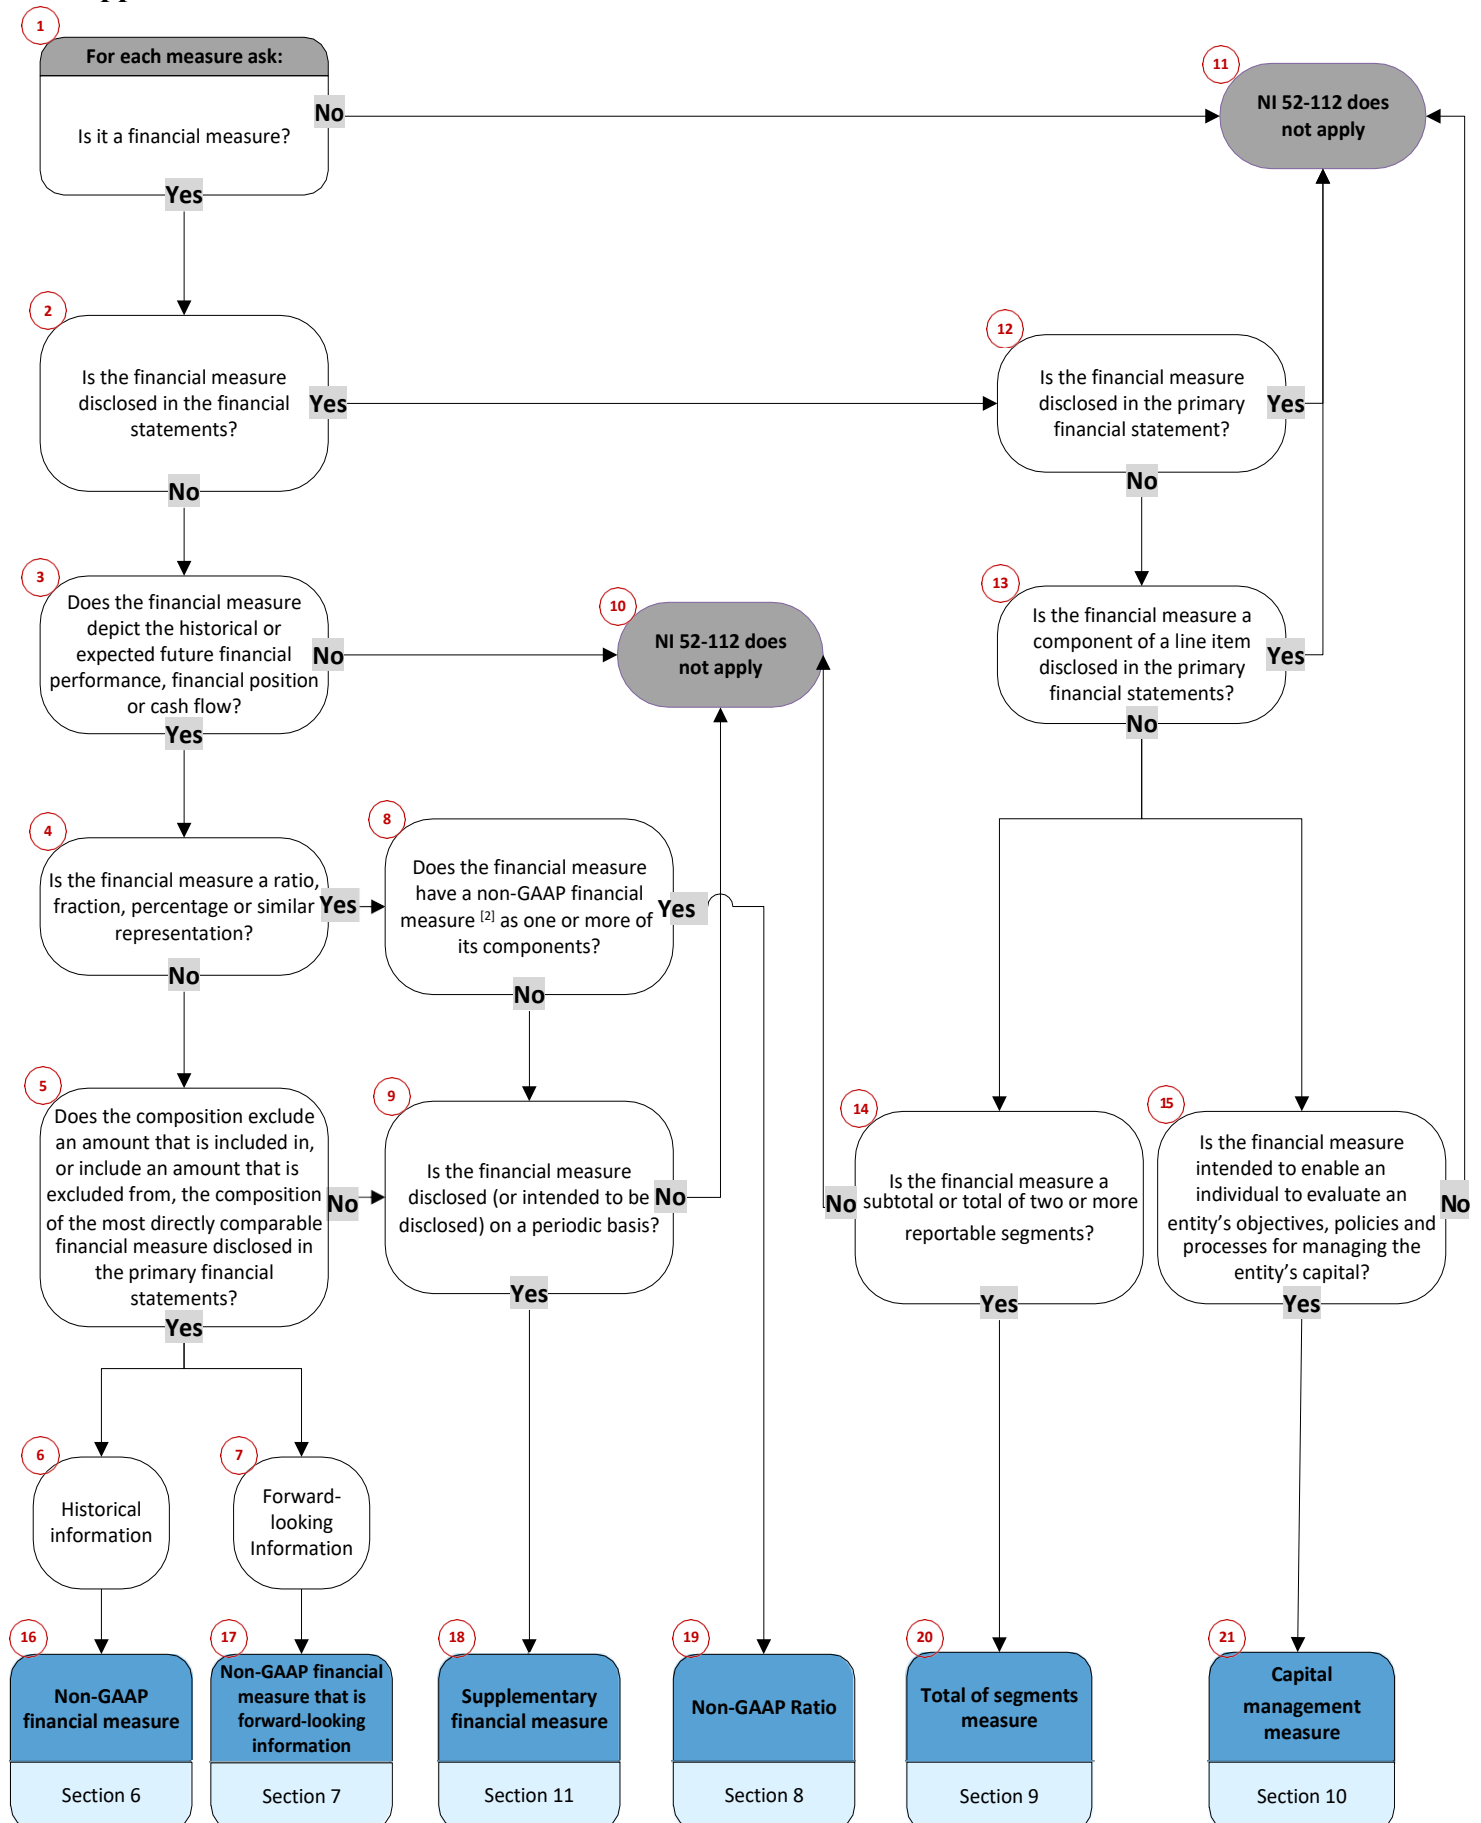 1
For each measure ask:
Is it a financial measure?
No
Yes
11
NI 52-112 does
not apply
2
Is the financial measure
disclosed in the financial
statements?
Yes
No
12
Is the financial measure
disclosed in the primary
financial statement?
Yes
No
3
Does the financial measure
depict the historical or
expected future financial
performance, financial position
or cash flow?
No
Yes
10
NI 52-112 does
not apply
13
Is the financial measure a
component of a line item
disclosed in the primary
financial statements?
Yes
No
4
Is the financial measure a ratio,
fraction, percentage or similar
representation?
Yes
No
8
Does the financial measure
have a non-GAAP financial
measure [2] as one or more of
its components?
Yes
No
5
Does the composition exclude
an amount that is included in,
or include an amount that is
excluded from, the composition
of the most directly comparable
financial measure disclosed in
the primary financial
statements?
No
Yes
9
Is the financial measure
disclosed (or intended to be
disclosed) on a periodic basis?
No
Yes
14
Is the financial measure a
subtotal or total of two or more
reportable segments?
No
Yes
15
Is the financial measure
intended to enable an
individual to evaluate an
entity’s objectives, policies and
processes for managing the
entity’s capital?
No
Yes
6
Historical
information
7
Forward-
looking
Information
16
Non-GAAP
financial measure
Section 6
17
Non-GAAP financial
measure that is
forward-looking
information
Section 7
18
Supplementary
financial measure
Section 11
19
Non-GAAP Ratio
Section 8
20
Total of segments
measure
Section 9
21
Capital
management
measure
Section 10